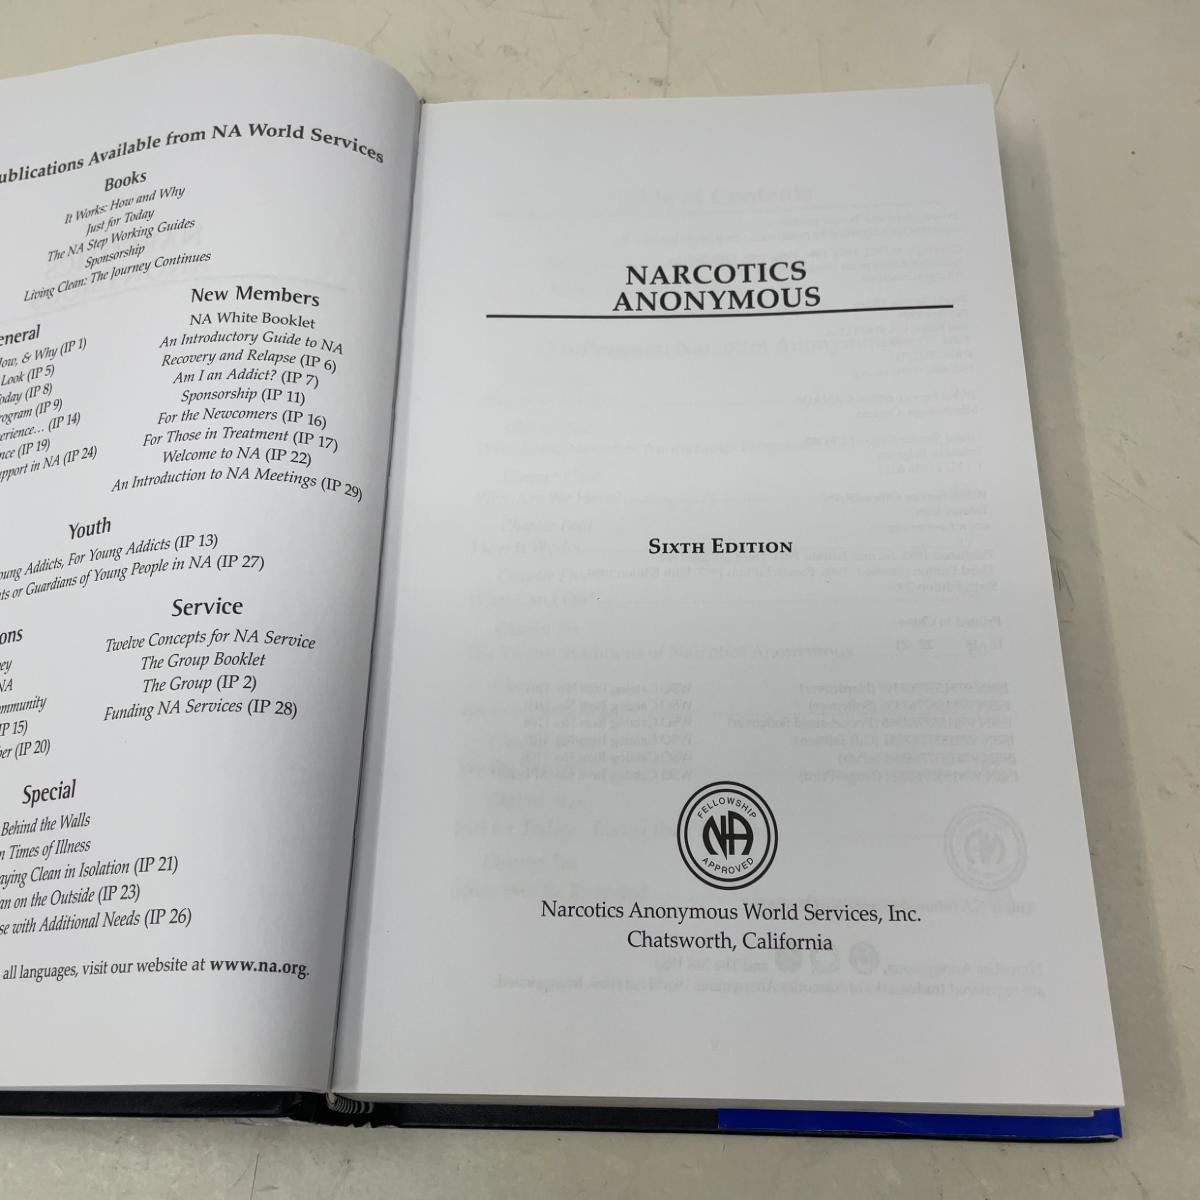 ublications Available from NA World Services
Books
It Works: How and Why
Just for Today
The NA Step Working Guides
Sponsorship
Living Clean: The Journey Continues
eneral
How, & Why (IP 1)
Look (IP 5)
oday (IP 8)
rogram (IP 9)
erience... (IP 14)
nce (IP 19)
upport in NA (IP 24)
New Members
NA White Booklet
An Introductory Guide to NA
Recovery and Relapse (IP 6)
Am I an Addict? (IP 7)
Sponsorship (IP 11)
For the Newcomers (IP 16)
For Those in Treatment (IP 17)
Welcome to NA (IP 22)
An Introduction to NA Meetings (IP 29)
Youth
oung Addicts, For Young Addicts (IP 13)
ts or Guardians of Young People in NA (IP 27)
ons
ey
NA
mmunity
IP 15)
ber (IP 20)
Service
Twelve Concepts for NA Service
The Group Booklet
The Group (IP 2)
Funding NA Services (IP 28)
Special
Behind the Walls
n Times of Illness
aying Clean in Isolation (IP 21)
an on the Outside (IP 23)
se with Additional Needs (IP 26)
all languages, visit our website at www.na.org.
NARCOTICS
ANONYMOUS
SIXTH EDITION
FELLOWSHIP
NA
APPROVED
Narcotics Anonymous World Services, Inc.
Chatsworth, California